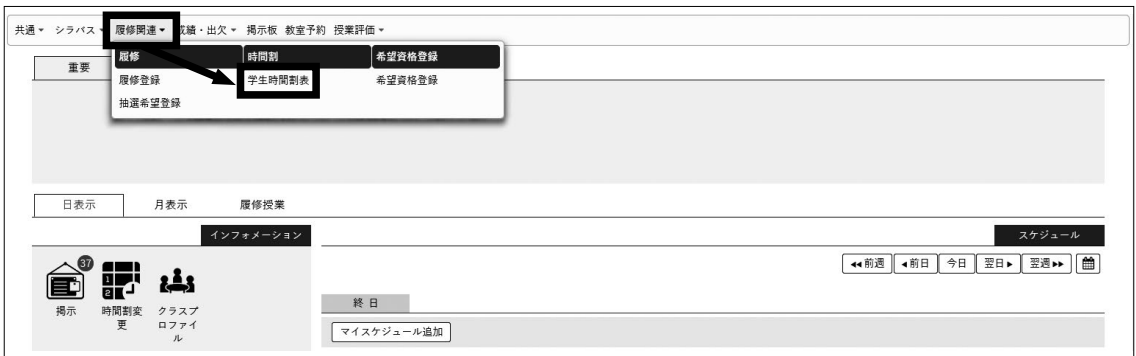 共通▼ シラバス▼ 履修関連▼ 成績・出欠▼ 掲示板 教室予約 授業評価▼
重要
履修 時間割 希望資格登録
履修登録 学生時間割表 希望資格登録
抽選希望登録
日表示 月表示 履修授業
インフォメーション
スケジュール
◀◀前週 ◀前日 今日 翌日▶ 翌週▶▶
37
掲示
時間割変
更
クラスプ
ロファイ
ル
終日
マイスケジュール追加